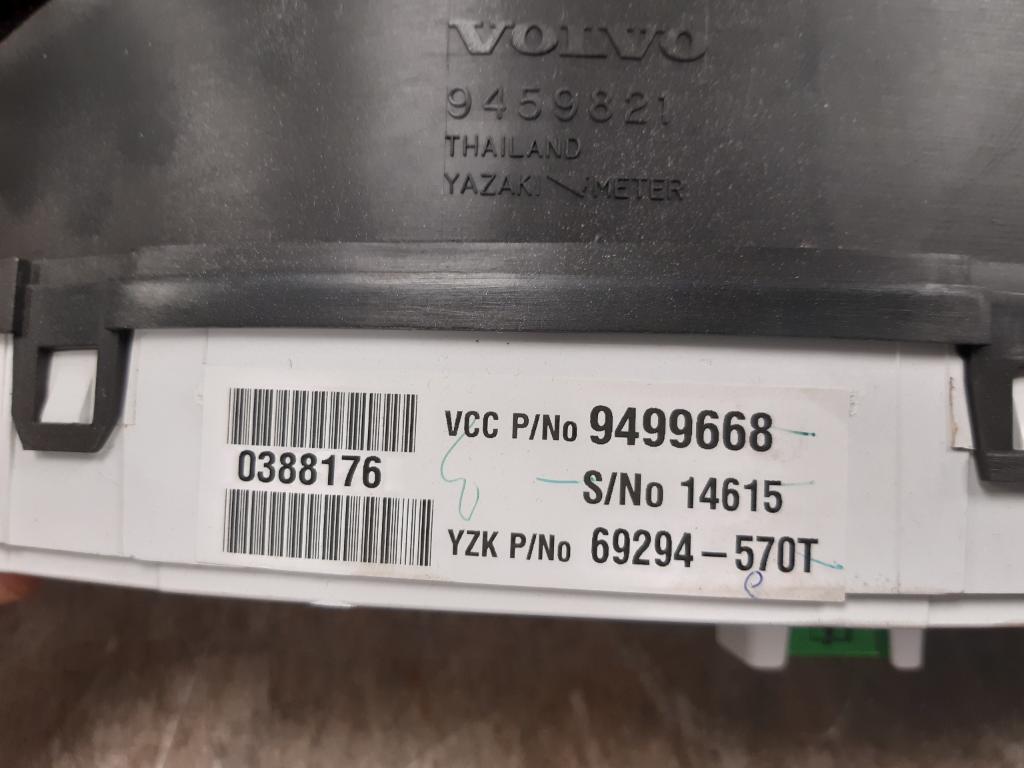 VOLVO
9459821
THAILAND
YAZAKI METER
VCC P/No 9499668
0388176
S/No 14615
YZK P/No 69294-570T